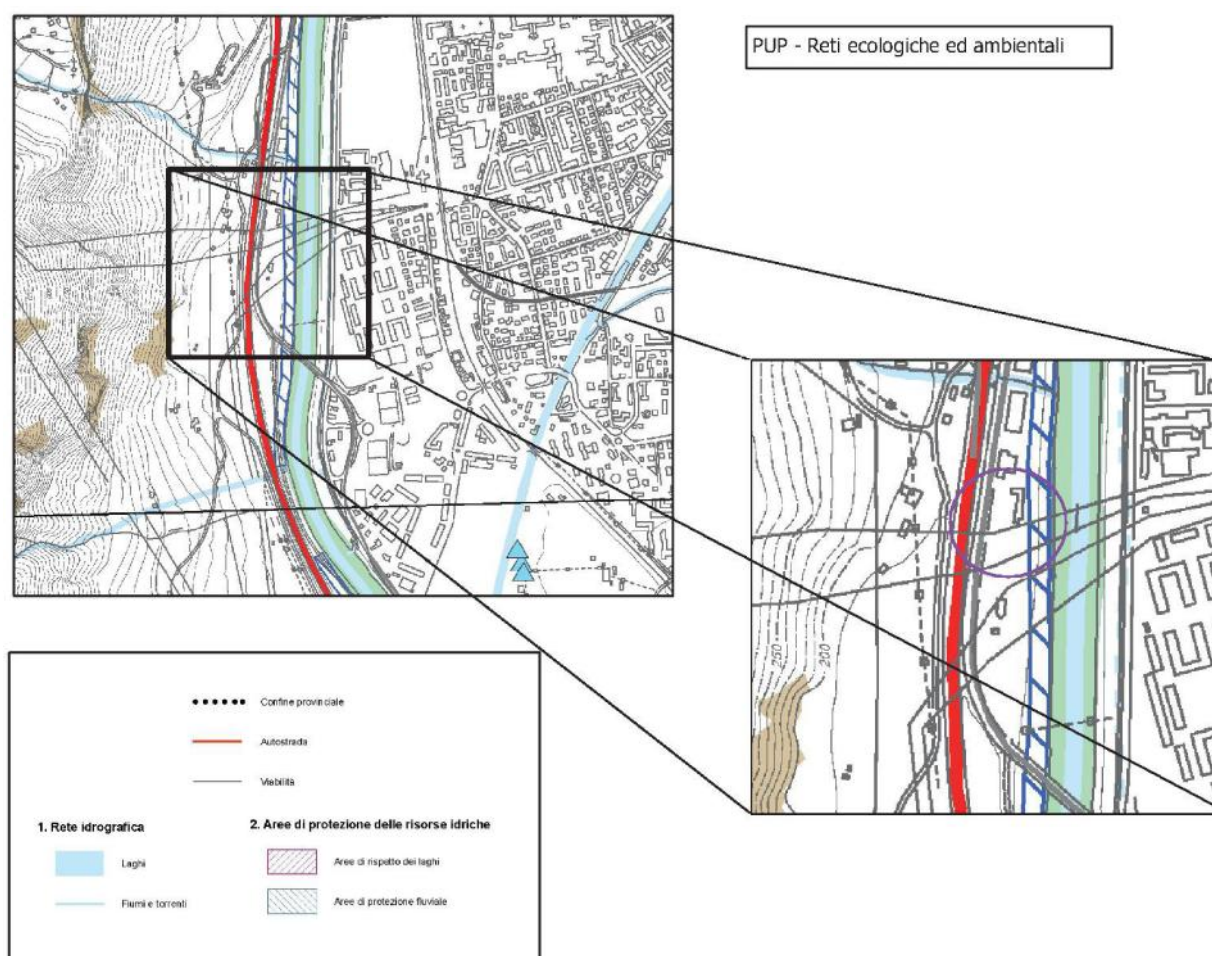 PUP - Reti ecologiche ed ambientali
250
200
Confine provinciale
Autostrada
Viabilità
1. Rete idrografica
2. Aree di protezione delle risorse idriche
Laghi
Aree di rispetto dei laghi
Fiumi e torrenti
Aree di protezione fluviale